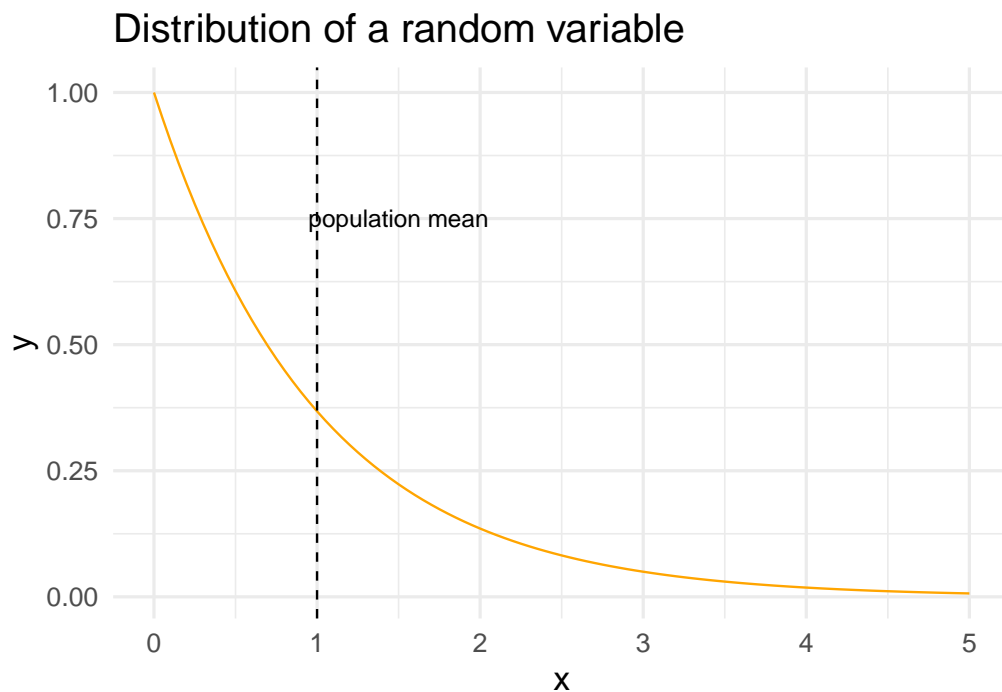 Distribution of a random variable
1.00
population mean
0.75
0.50
y
0.25
0.00
0 1 2 3 4 5
x